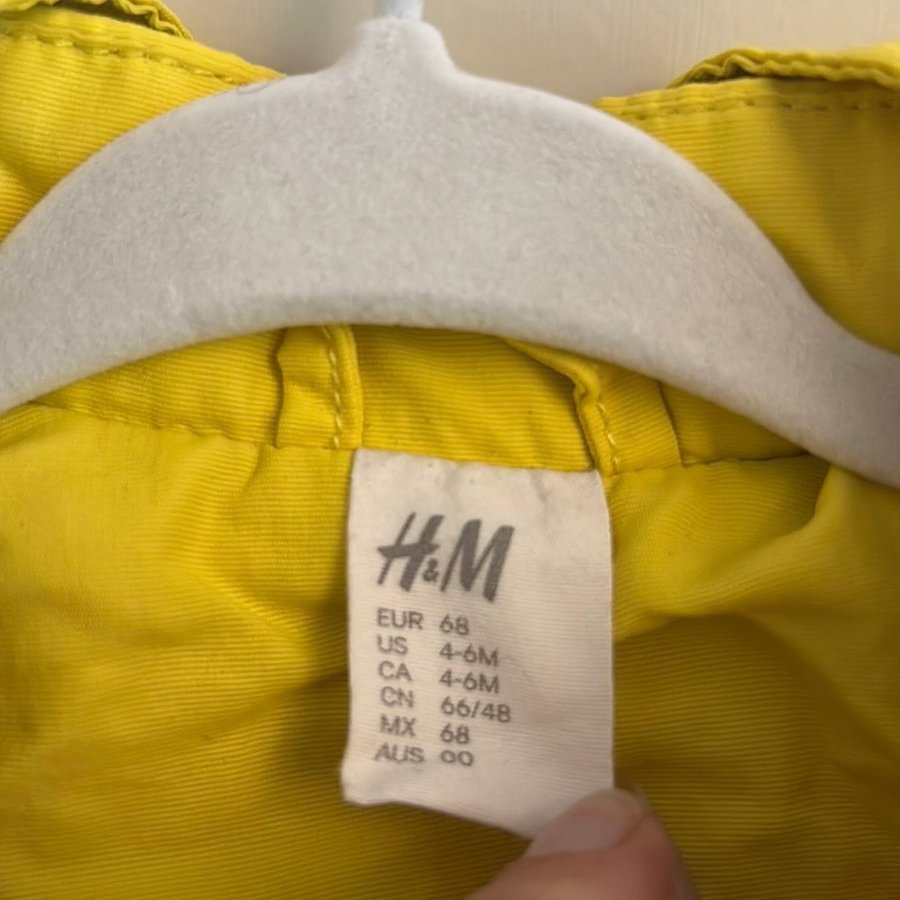 H&M
EUR 68
US 4-6M
CA 4-6M
CN 66/48
MX 68
AUS 00